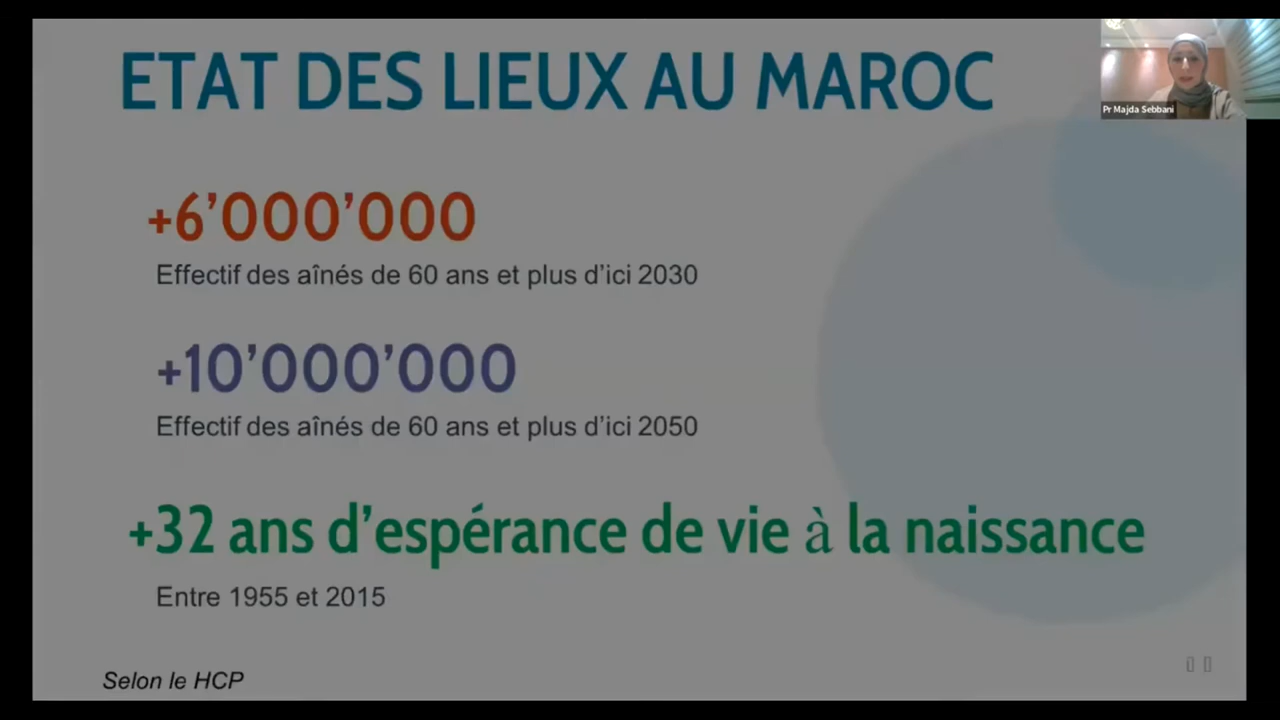 ETAT DES LIEUX AU MAROC
Pr Majda Sebbani
+6’000’000
Effectif des aînés de 60 ans et plus d’ici 2030
+10’000’000
Effectif des aînés de 60 ans et plus d’ici 2050
+32 ans d’espérance de vie à la naissance
Entre 1955 et 2015
Selon le HCP